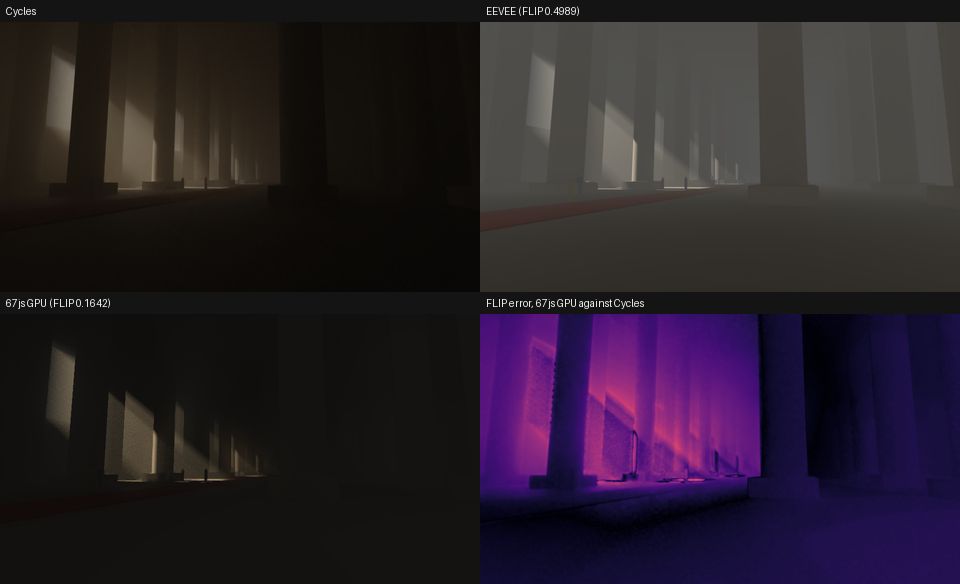 Cycles
EEVEE (FLIP 0.4989)
67js GPU (FLIP 0.1642)
FLIP error, 67js GPU against Cycles